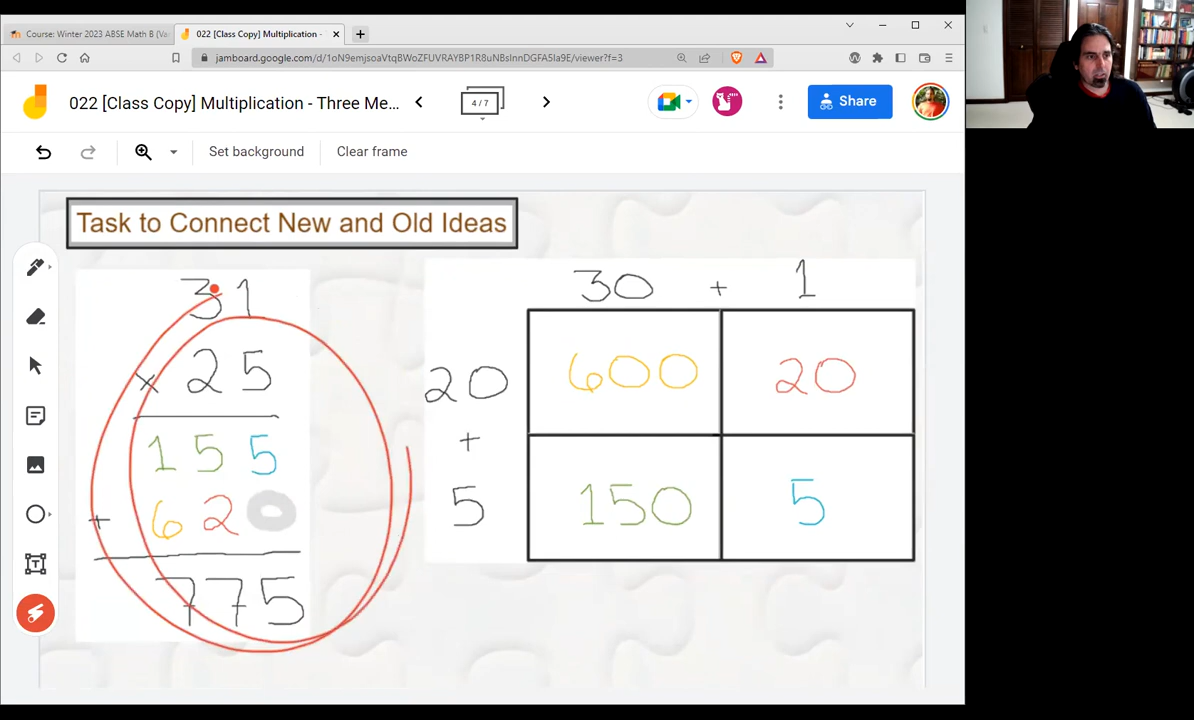 Course: Winter 2023 ABSE Math B (Va
022 [Class Copy] Multiplication -
jamboard.google.com/d/1oN9emjsoaVtqBWoZFUVRAYBP1R8uNBsInnDGFA5la9E/viewer?f=3
022 [Class Copy] Multiplication - Three Me...
4 / 7
Share
Set background
Clear frame
Task to Connect New and Old Ideas
31
× 25
155
+ 620
775
30 + 1
20 600 20
+
5 150 5